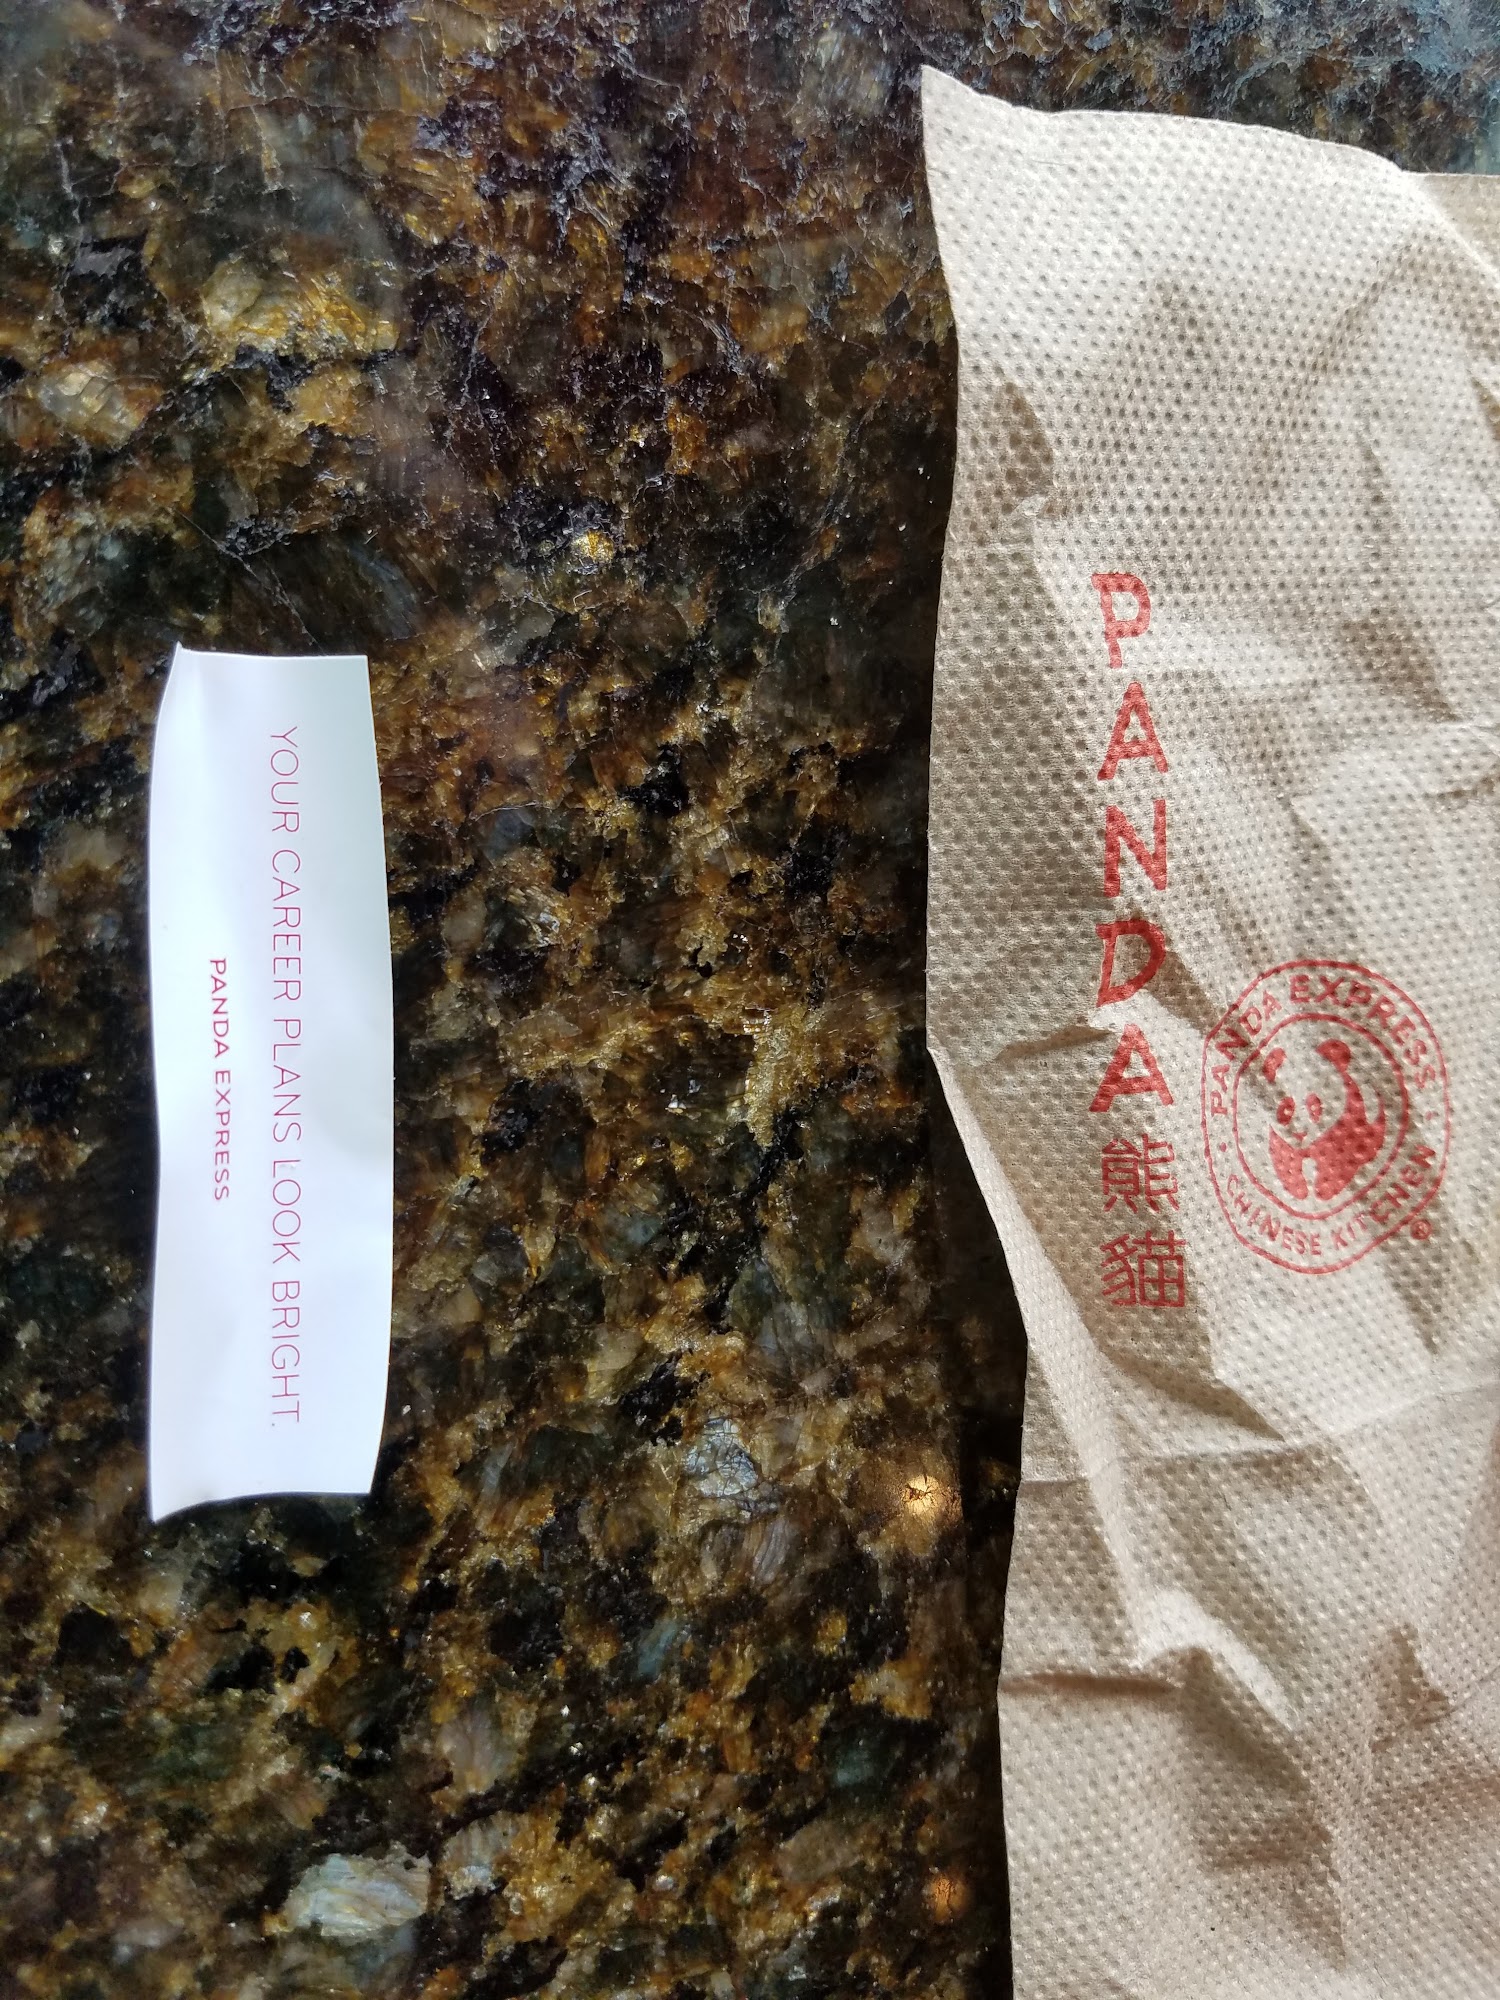 YOUR CAREER PLANS LOOK BRIGHT.
PANDA EXPRESS
PANDA 熊貓
PANDA EXPRESS
CHINESE KITCHEN